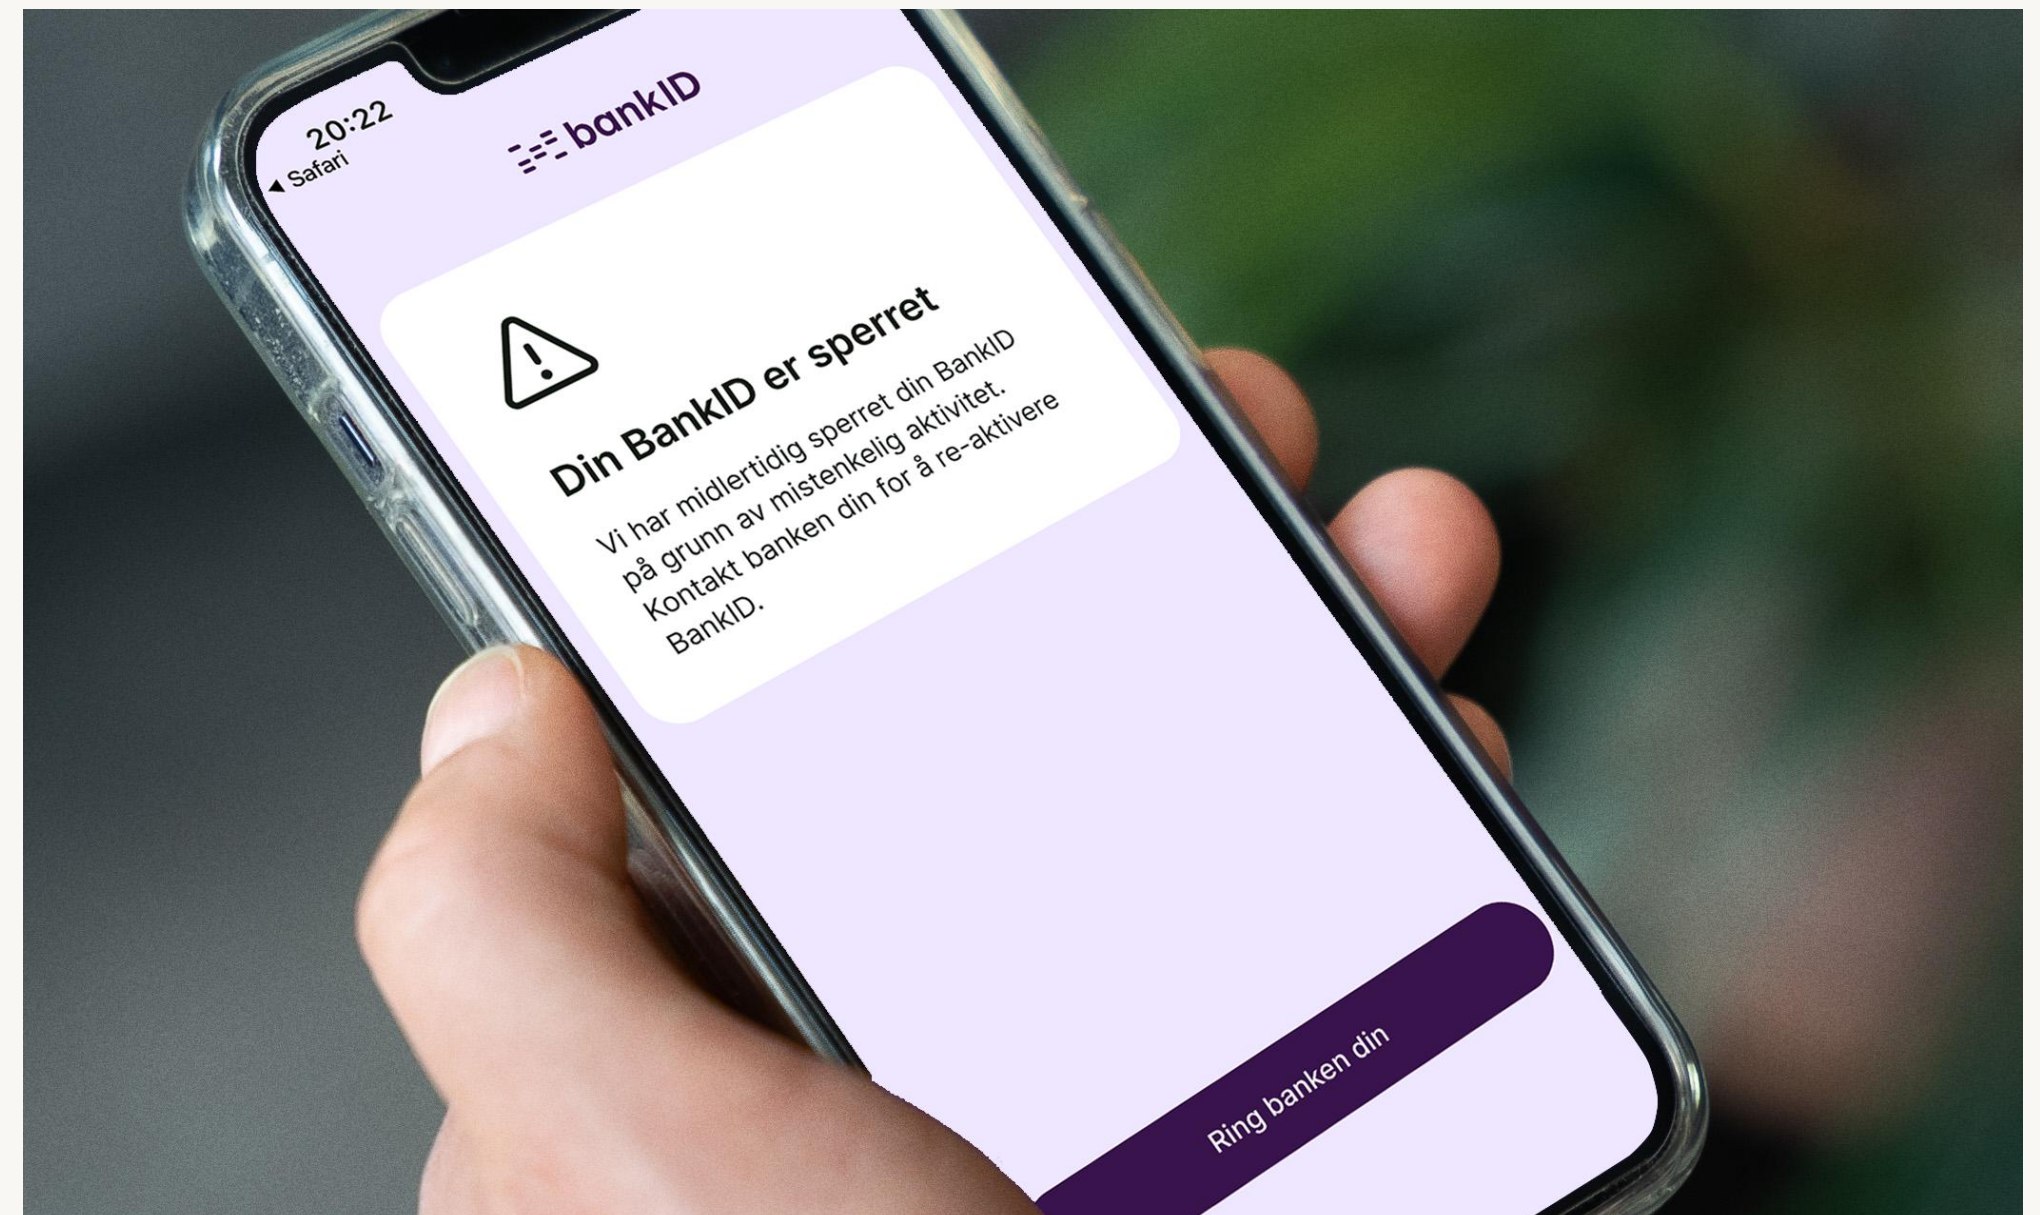 20:22
◀ Safari
bankID
Din BankID er sperret
Vi har midlertidig sperret din BankID
på grunn av mistenkelig aktivitet.
Kontakt banken din for å re-aktivere
BankID.
Ring banken din